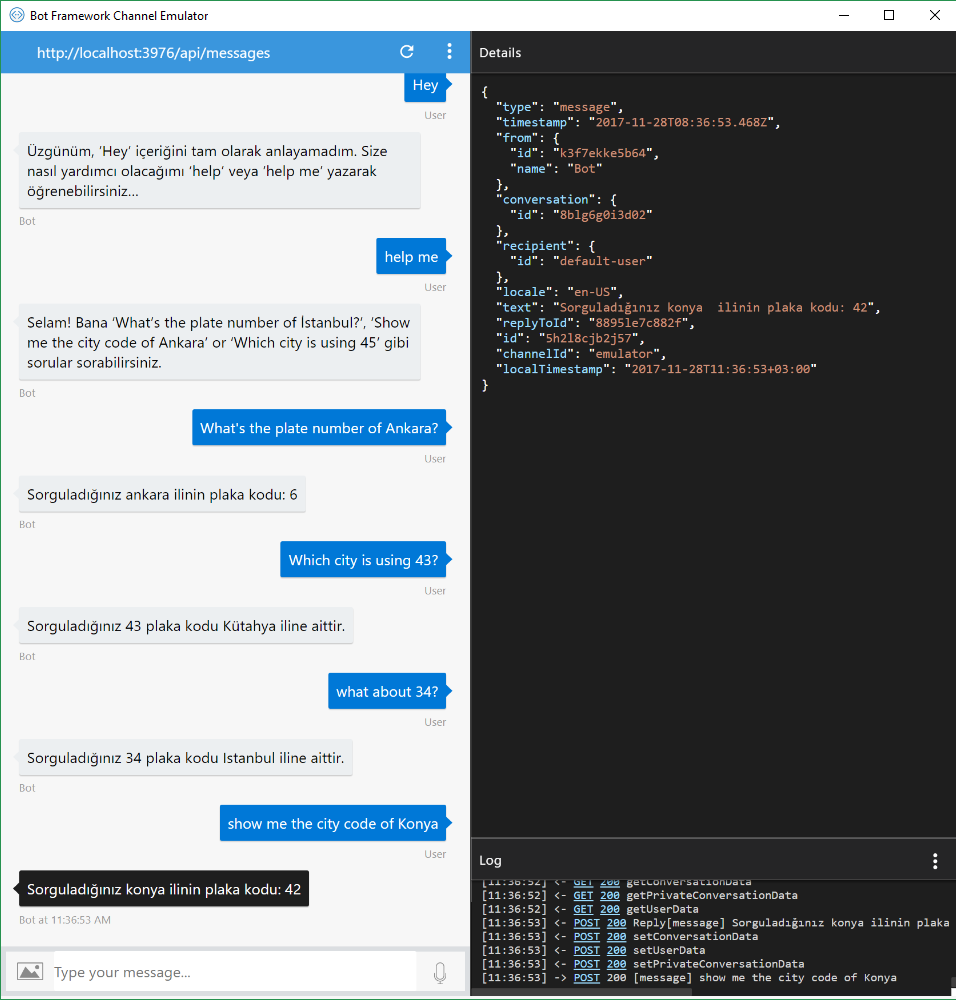 Bot Framework Channel Emulator
http://localhost:3976/api/messages
Hey
User
Üzgünüm, ‘Hey’ içeriğini tam olarak anlayamadım. Size
nasıl yardımcı olacağımı ‘help’ veya ‘help me’ yazarak
öğrenebilirsiniz...
Bot
help me
User
Selam! Bana ‘What’s the plate number of İstanbul?’, ‘Show
me the city code of Ankara’ or ‘Which city is using 45’ gibi
sorular sorabilirsiniz.
Bot
What's the plate number of Ankara?
User
Sorguladığınız ankara ilinin plaka kodu: 6
Bot
Which city is using 43?
User
Sorguladığınız 43 plaka kodu Kütahya iline aittir.
Bot
what about 34?
User
Sorguladığınız 34 plaka kodu Istanbul iline aittir.
Bot
show me the city code of Konya
User
Sorguladığınız konya ilinin plaka kodu: 42
Bot at 11:36:53 AM
Type your message...
Details
{
"type": "message",
"timestamp": "2017-11-28T08:36:53.468Z",
"from": {
"id": "k3f7ekke5b64",
"name": "Bot"
},
"conversation": {
"id": "8blg6g0i3d02"
},
"recipient": {
"id": "default-user"
},
"locale": "en-US",
"text": "Sorguladığınız konya  ilinin plaka kodu: 42",
"replyToId": "8895le7c882f",
"id": "5h2l8cjb2j57",
"channelId": "emulator",
"localTimestamp": "2017-11-28T11:36:53+03:00"
}
Log
[11:36:52] <- GET 200 getConversationData
[11:36:52] <- GET 200 getPrivateConversationData
[11:36:52] <- GET 200 getUserData
[11:36:53] <- POST 200 Reply[message] Sorguladığınız konya ilinin plaka
[11:36:53] <- POST 200 setConversationData
[11:36:53] <- POST 200 setUserData
[11:36:53] <- POST 200 setPrivateConversationData
[11:36:53] -> POST 200 [message] show me the city code of Konya